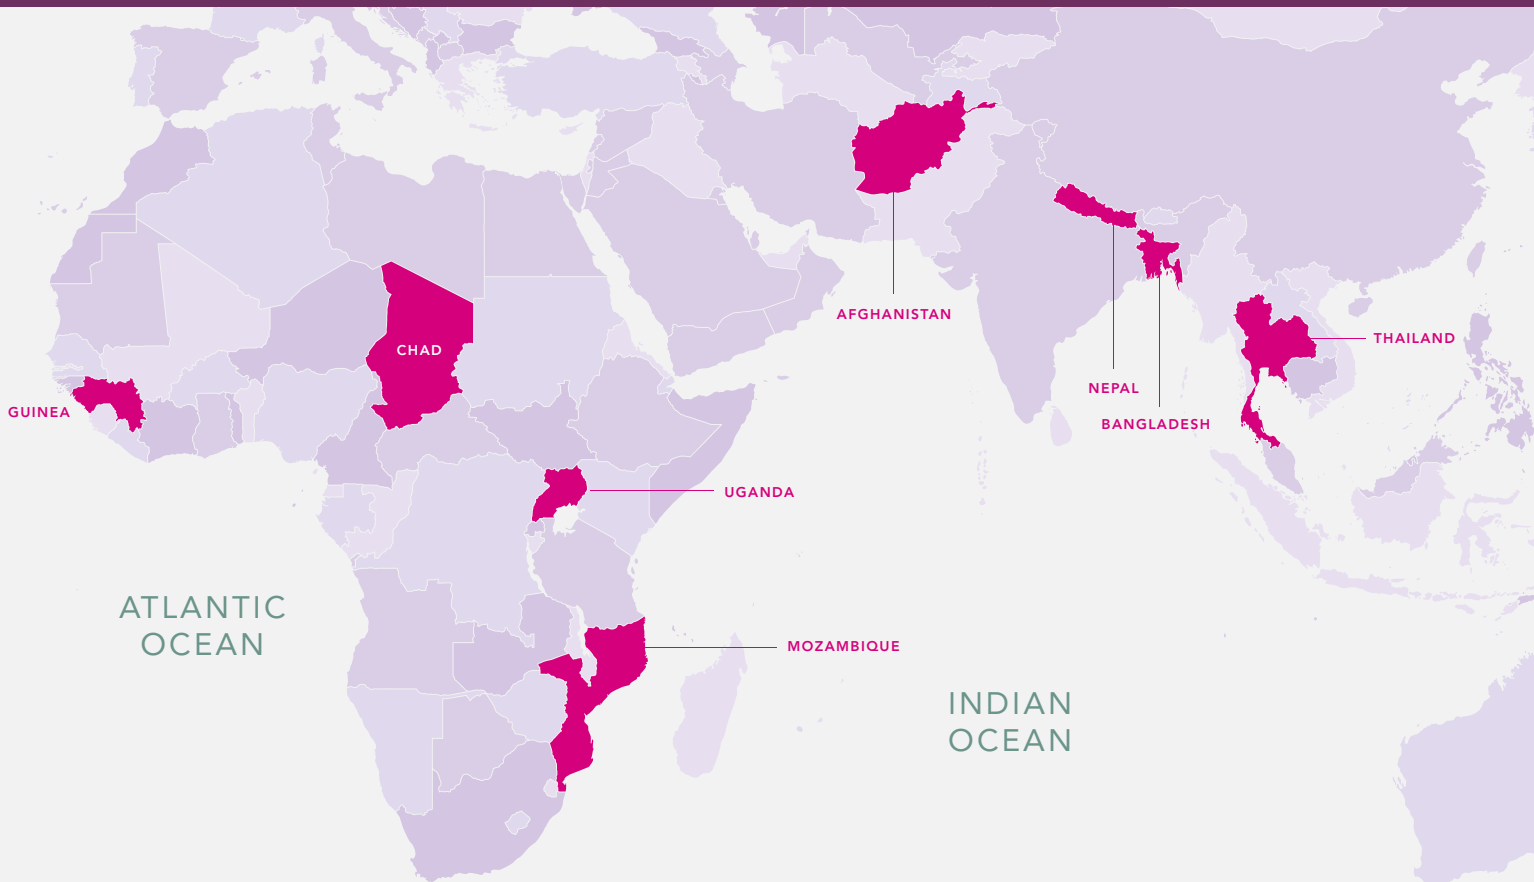 AFGHANISTAN
THAILAND
CHAD
NEPAL
GUINEA
BANGLADESH
UGANDA
ATLANTIC
OCEAN
MOZAMBIQUE
INDIAN
OCEAN